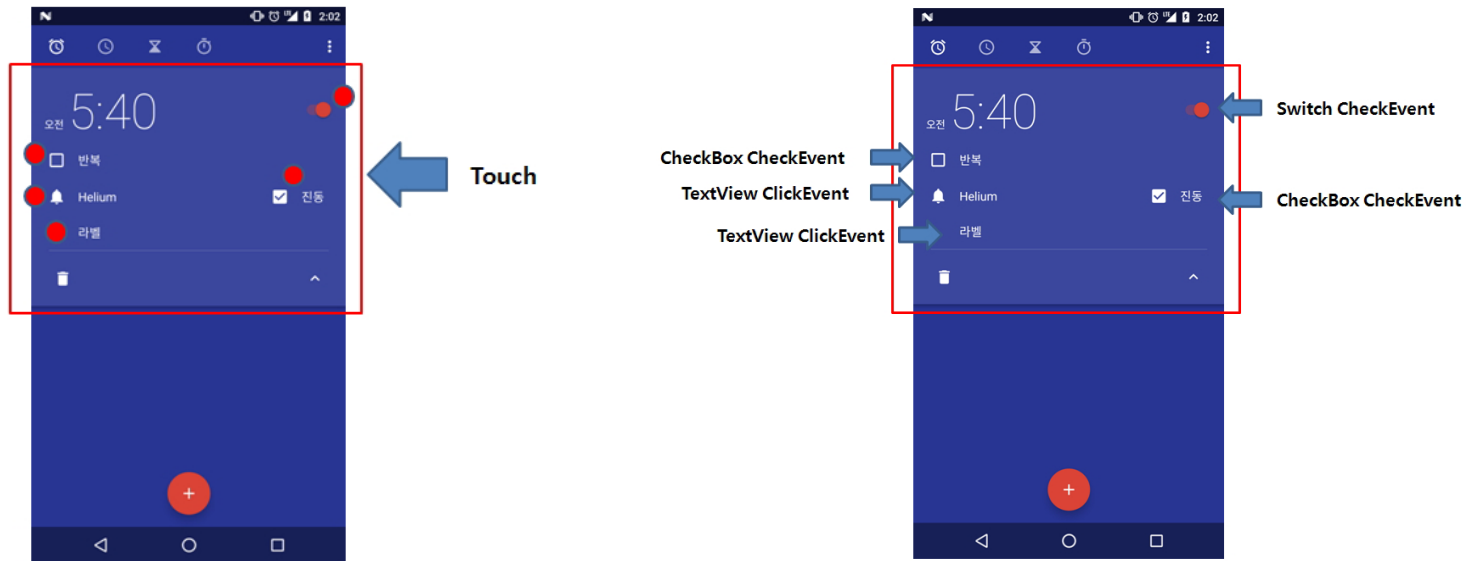 2:02
오전 5:40
반복
Helium
진동
라벨
Touch
2:02
오전 5:40
Switch CheckEvent
CheckBox CheckEvent
반복
TextView ClickEvent
Helium
진동
CheckBox CheckEvent
TextView ClickEvent
라벨